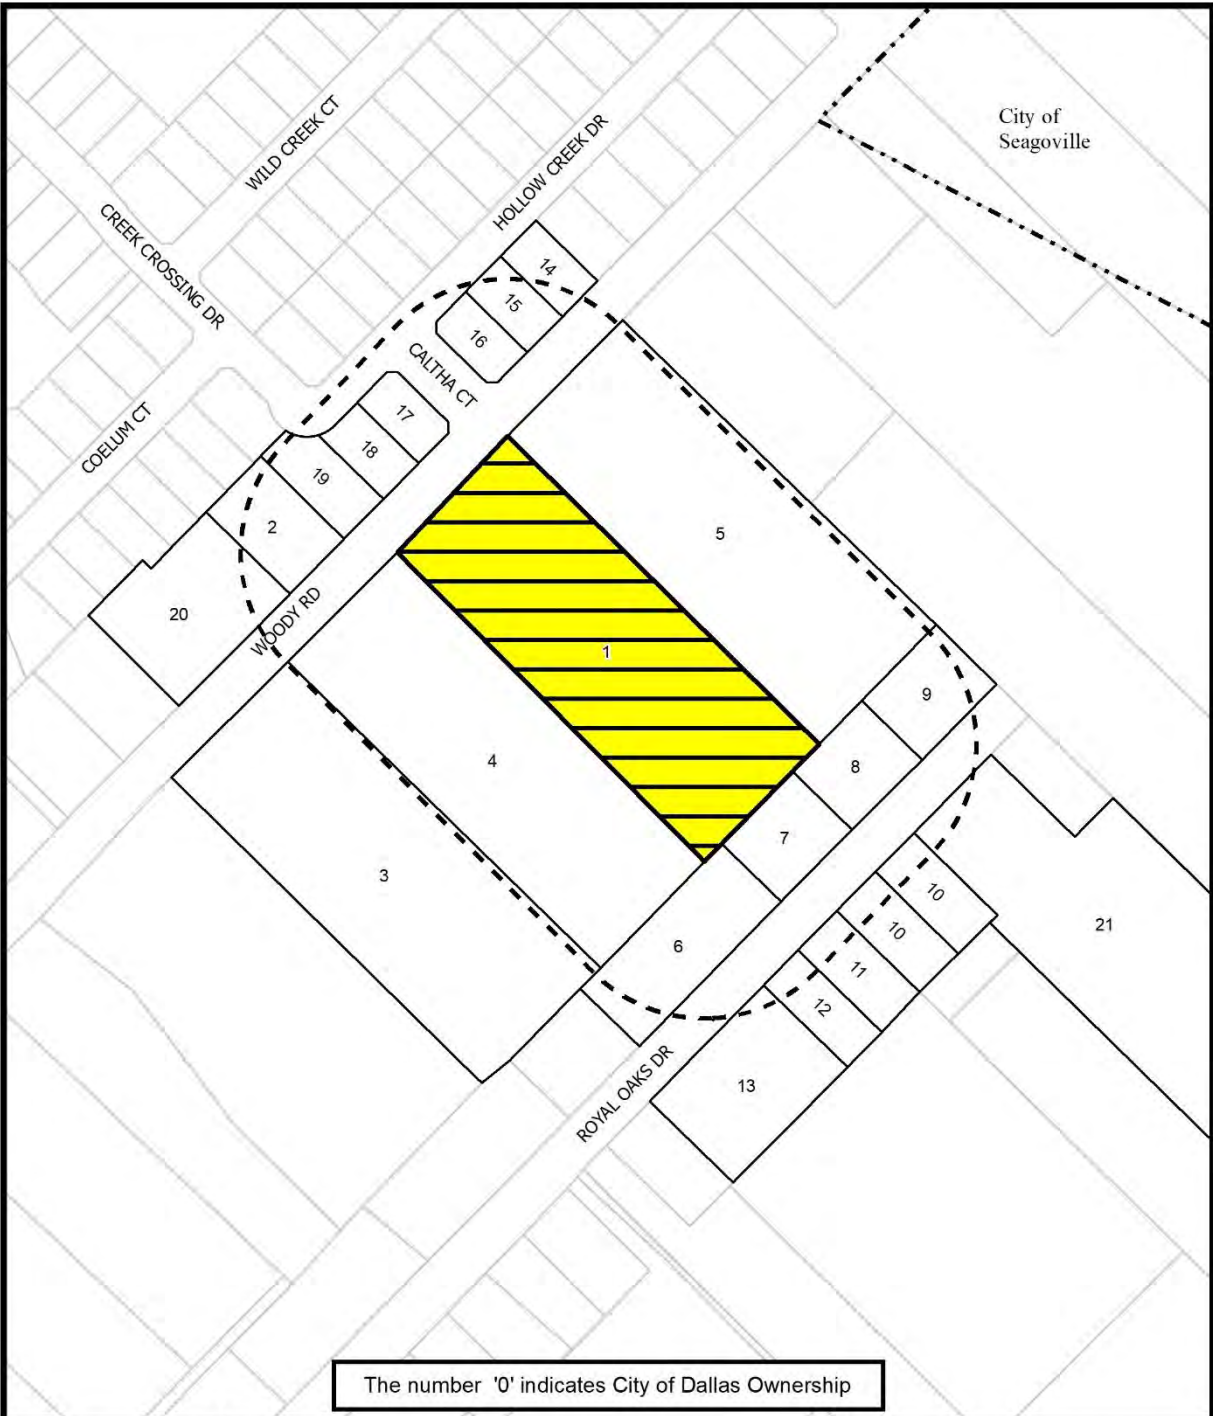 City of
Seagoville
WILD CREEK CT
HOLLOW CREEK DR
CREEK CROSSING DR
14
15
16
CALTHA CT
17
18
19
COELUM CT
2
5
20
WOODY RD
1
9
4
8
7
3
10
21
10
6
11
12
13
ROYAL OAKS DR
The number '0' indicates City of Dallas Ownership